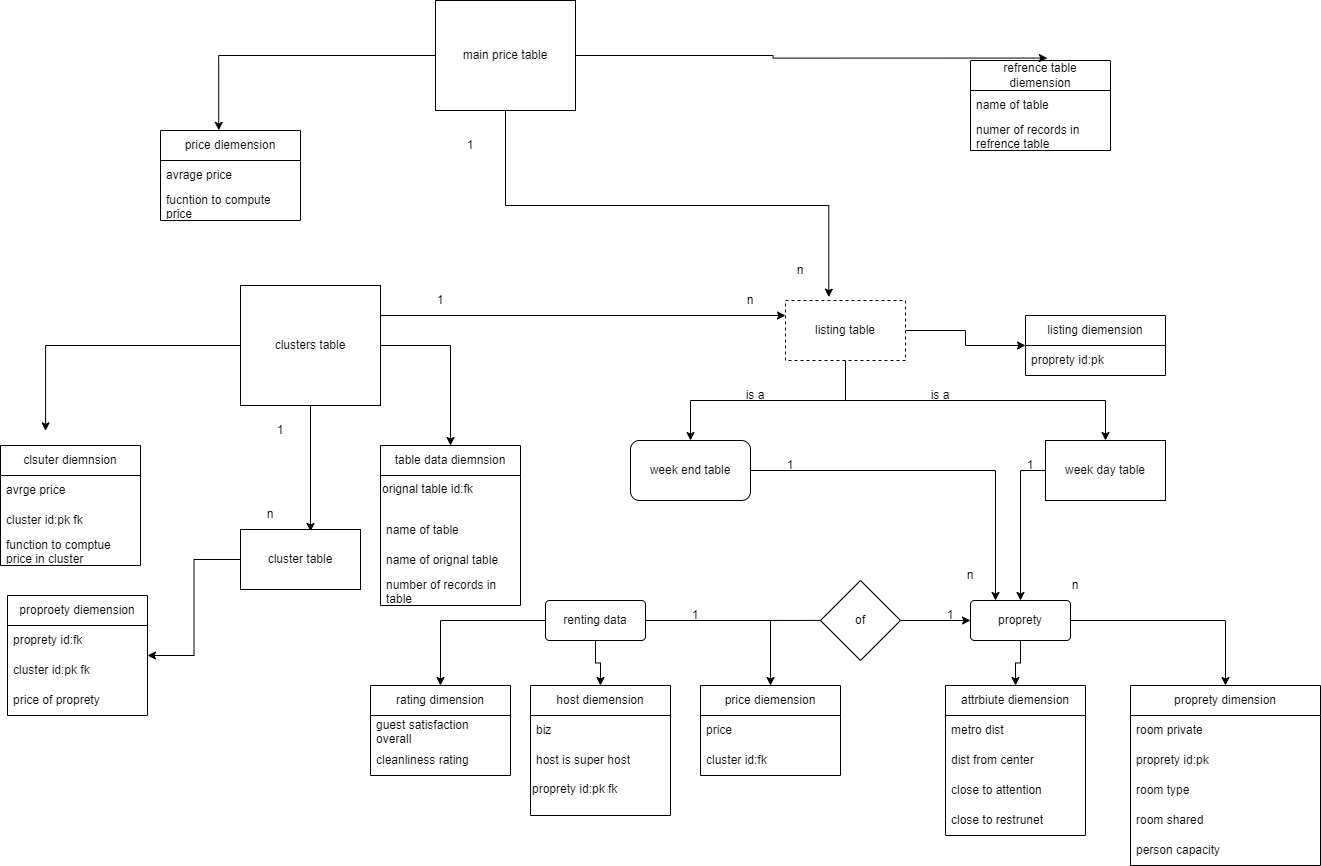 main price table
refrence table
diemension
name of table
numer of records in
refrence table
price diemension
avrage price
fucntion to compute
price
1
n
clusters table
1
n
listing table
listing diemension
proprety id:pk
is a
is a
clsuter diemnsion
avrge price
cluster id:pk fk
function to comptue
price in cluster
1
n
cluster table
table data diemnsion
orignal table id:fk
name of table
name of orignal table
number of records in
table
week end table
1
1
week day table
n
n
proproety diemension
proprety id:fk
cluster id:pk fk
price of proprety
renting data
1
of
1
proprety
rating dimension
guest satisfaction
overall
cleanliness rating
host diemension
biz
host is super host
proprety id:pk fk
price diemension
price
cluster id:fk
attrbiute diemension
metro dist
dist from center
close to attention
close to restrunet
proprety dimension
room private
proprety id:pk
room type
room shared
person capacity